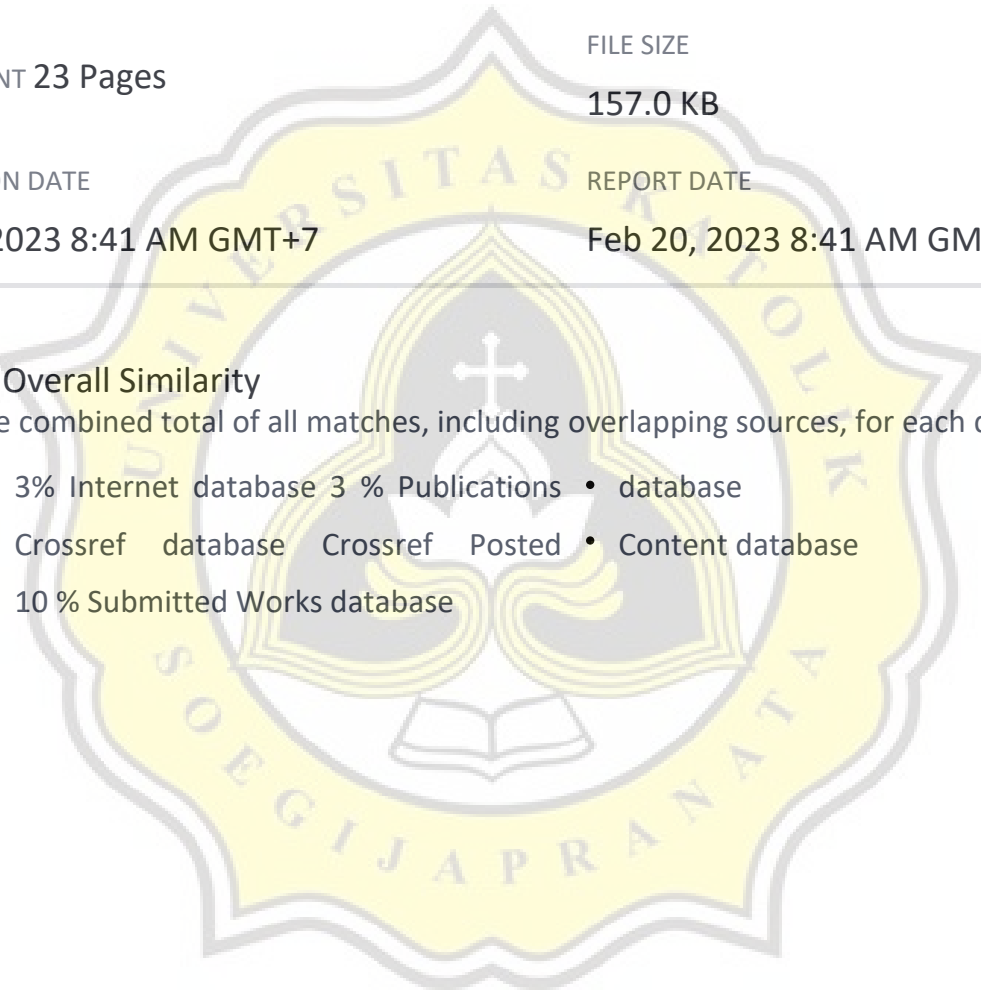 FILE SIZE
NT 23 Pages
157.0 KB
N DATE
REPORT DATE
2023 8:41 AM GMT+7
Feb 20, 2023 8:41 AM GM
Overall Similarity
e combined total of all matches, including overlapping sources, for each
3% Internet database 3 % Publications • database
Crossref database Crossref Posted • Content database
10 % Submitted Works database
UNIVERSITAS KATOLIK
SOEGIJAPRANATA